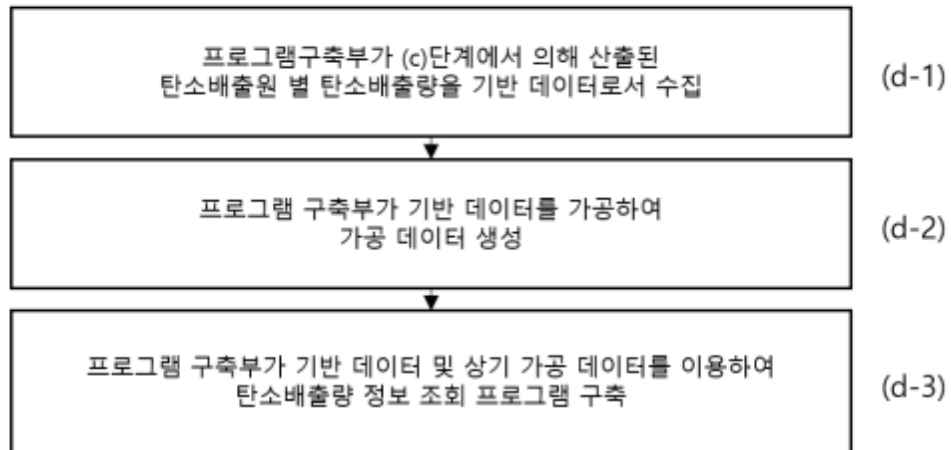 프로그램구축부가 (c)단계에서 의해 산출된
탄소배출원 별 탄소배출량을 기반 데이터로서 수집
(d-1)
프로그램 구축부가 기반 데이터를 가공하여
가공 데이터 생성
(d-2)
프로그램 구축부가 기반 데이터 및 상기 가공 데이터를 이용하여
탄소배출량 정보 조회 프로그램 구축
(d-3)